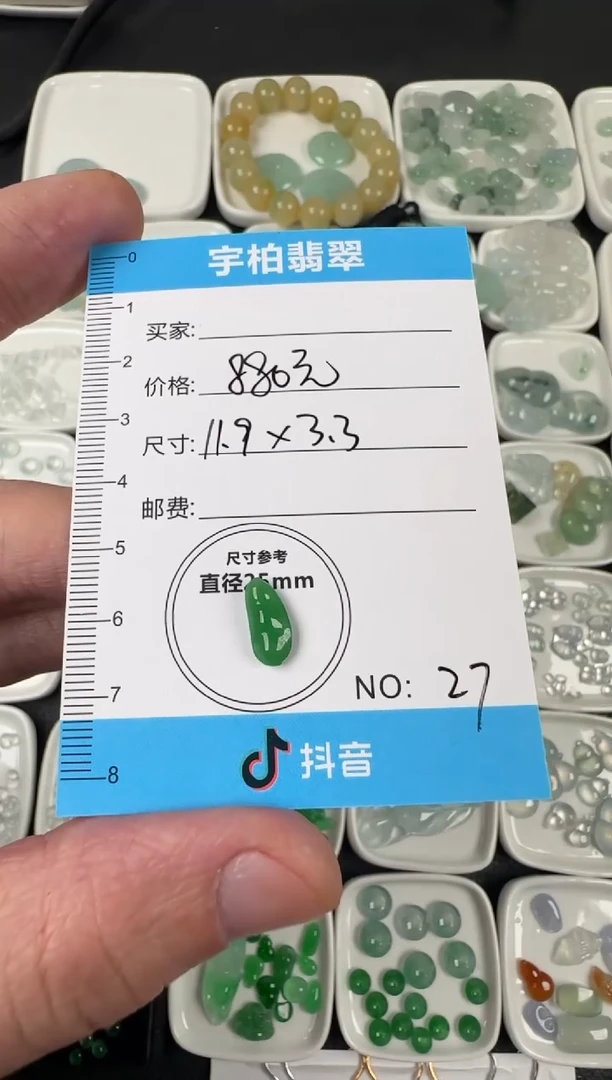 宇柏翡翠
0
1
买家:
2
价格: 880元
3
尺寸: 11.9×3.3
4
邮费:
5
尺寸参考
直径25mm
6
NO: 27
7
抖音
8